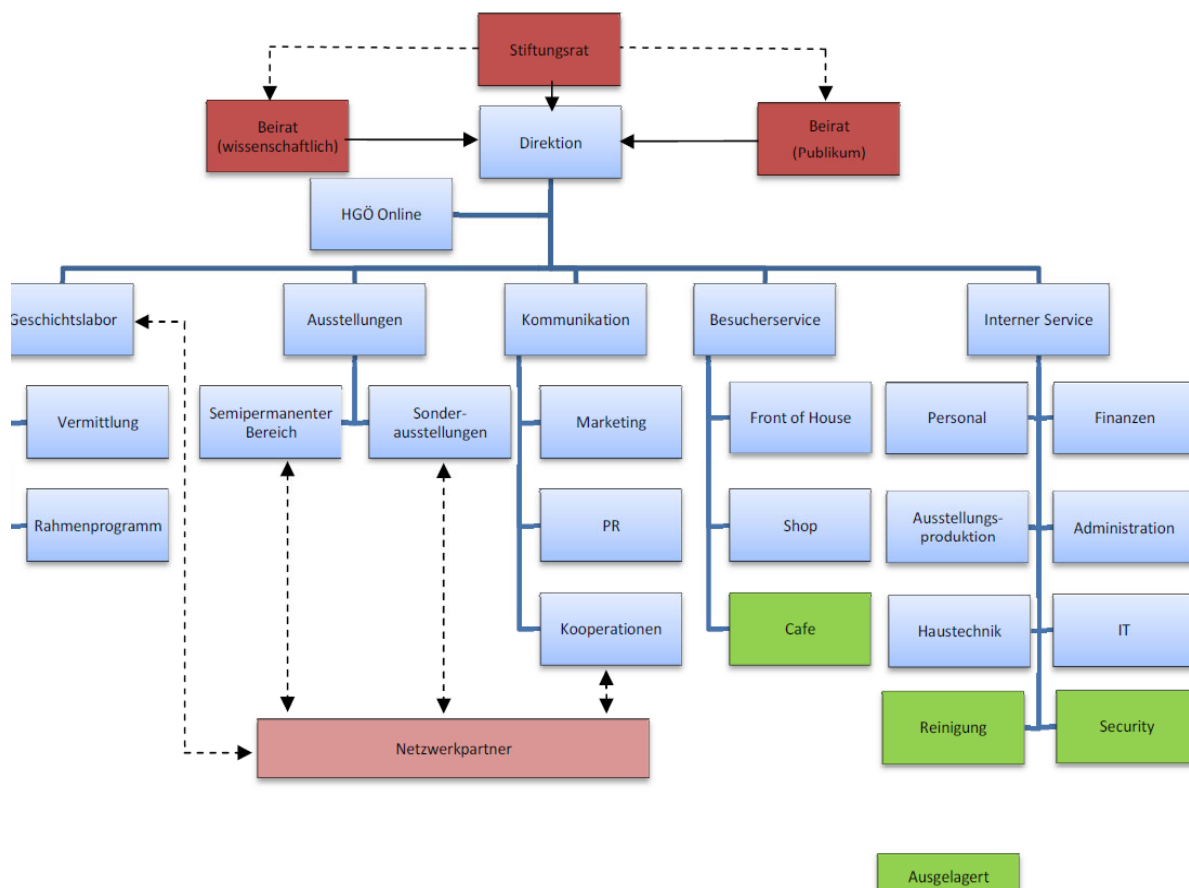 Stiftungsrat
Beirat
(wissenschaftlich)
Direktion
Beirat
(Publikum)
HGÖ Online
Geschichtslabor
Ausstellungen
Kommunikation
Besucherservice
Interner Service
Vermittlung
Semipermanenter
Bereich
Sonder-
ausstellungen
Marketing
Front of House
Personal
Finanzen
Rahmenprogramm
PR
Shop
Ausstellungs-
produktion
Administration
Kooperationen
Cafe
Haustechnik
IT
Netzwerkpartner
Reinigung
Security
Ausgelagert